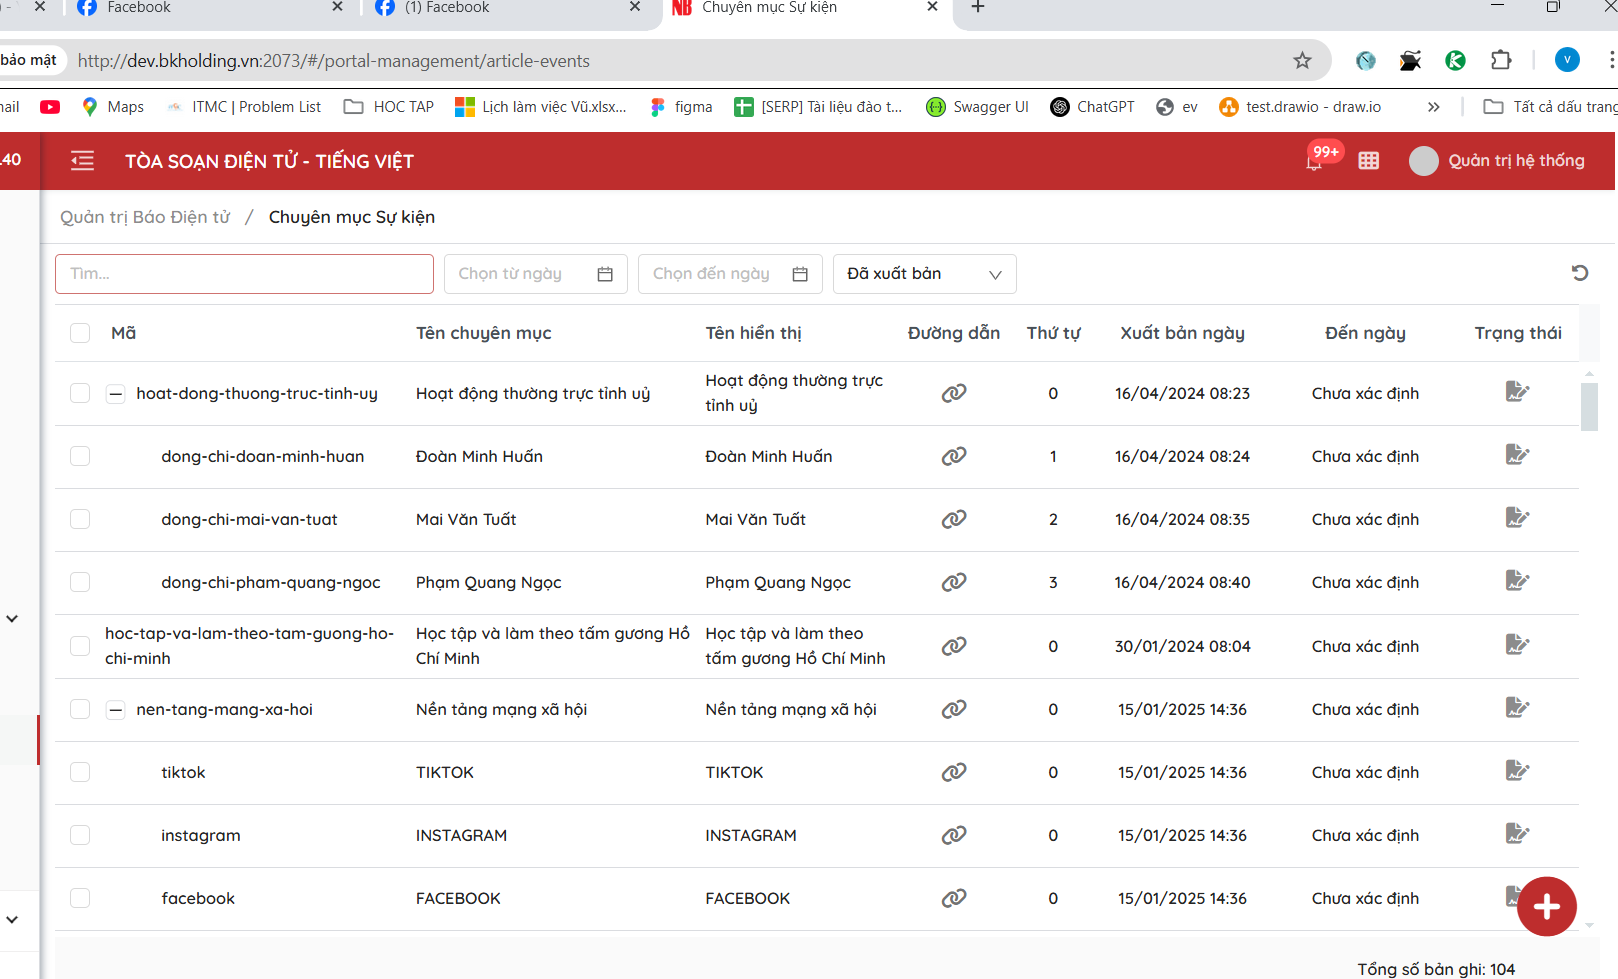 Facebook
(1) Facebook
Chuyên mục Sự kiện
bảo mật
http://dev.bkholding.vn:2073/#/portal-management/article-events
V
ail
Maps
ITMC | Problem List
HOC TAP
Lịch làm việc Vũ.xlsx...
figma
[SERP] Tài liệu đào t...
Swagger UI
ChatGPT
ev
test.drawio - draw.io
»
Tất cả dấu trang
.40
TÒA SOẠN ĐIỆN TỬ - TIẾNG VIỆT
99+
Quản trị hệ thống
Quản trị Báo Điện tử / Chuyên mục Sự kiện
Tìm...
Chọn từ ngày
Chọn đến ngày
Đã xuất bản
Mã Tên chuyên mục Tên hiển thị Đường dẫn Thứ tự Xuất bản ngày Đến ngày Trạng thái
hoat-dong-thuong-truc-tinh-uy Hoạt động thường trực tỉnh uỷ Hoạt động thường trực
tỉnh uỷ
0 16/04/2024 08:23 Chưa xác định
dong-chi-doan-minh-huan Đoàn Minh Huấn Đoàn Minh Huấn 1 16/04/2024 08:24 Chưa xác định
dong-chi-mai-van-tuat Mai Văn Tuất Mai Văn Tuất 2 16/04/2024 08:35 Chưa xác định
dong-chi-pham-quang-ngoc Phạm Quang Ngọc Phạm Quang Ngọc 3 16/04/2024 08:40 Chưa xác định
hoc-tap-va-lam-theo-tam-guong-ho-
chi-minh
Học tập và làm theo tấm gương Hồ
Chí Minh
Học tập và làm theo
tấm gương Hồ Chí Minh
0 30/01/2024 08:04 Chưa xác định
nen-tang-mang-xa-hoi Nền tảng mạng xã hội Nền tảng mạng xã hội 0 15/01/2025 14:36 Chưa xác định
tiktok TIKTOK TIKTOK 0 15/01/2025 14:36 Chưa xác định
instagram INSTAGRAM INSTAGRAM 0 15/01/2025 14:36 Chưa xác định
facebook FACEBOOK FACEBOOK 0 15/01/2025 14:36 Chưa xác định
Tổng số bản ghi: 104